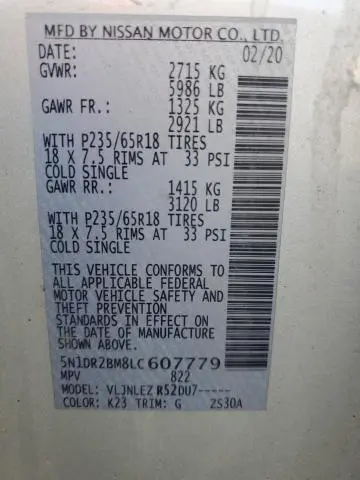 MFD BY NISSAN MOTOR CO., LTD.
DATE: 02/20
GVWR: 2715 KG
5986 LB
GAWR FR.: 1325 KG
2921 LB
WITH P235/65R18 TIRES
18 X 7.5 RIMS AT 33 PSI
COLD SINGLE
GAWR RR.: 1415 KG
3120 LB
WITH P235/65R18 TIRES
18 X 7.5 RIMS AT 33 PSI
COLD SINGLE
THIS VEHICLE CONFORMS TO
ALL APPLICABLE FEDERAL
MOTOR VEHICLE SAFETY AND
THEFT PREVENTION
STANDARDS IN EFFECT ON
THE DATE OF MANUFACTURE
SHOWN ABOVE.
5N1DR2BM8LC607779
MPV 822
MODEL: VLJNLEZ R52DU7-----
COLOR: K23 TRIM: G ZS30A